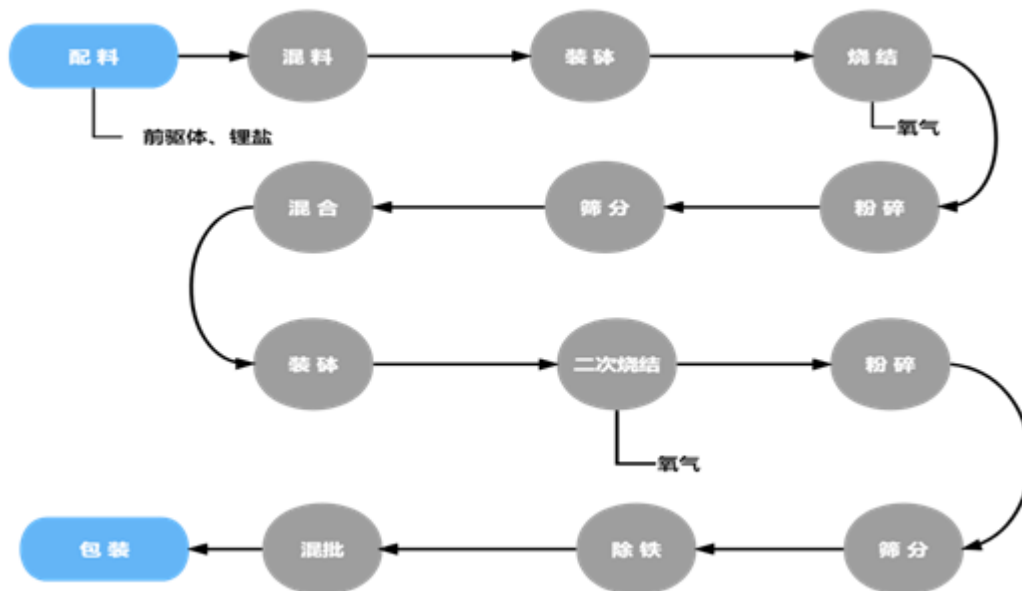 配料
混料
装钵
烧结
前驱体、锂盐
氧气
混合
筛分
粉碎
装钵
二次烧结
粉碎
氧气
包装
混批
除铁
筛分